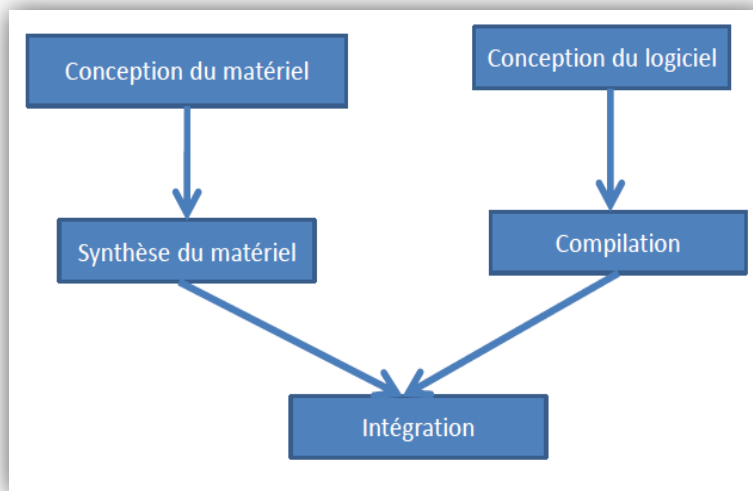 Conception du matériel
Conception du logiciel
Synthèse du matériel
Compilation
Intégration